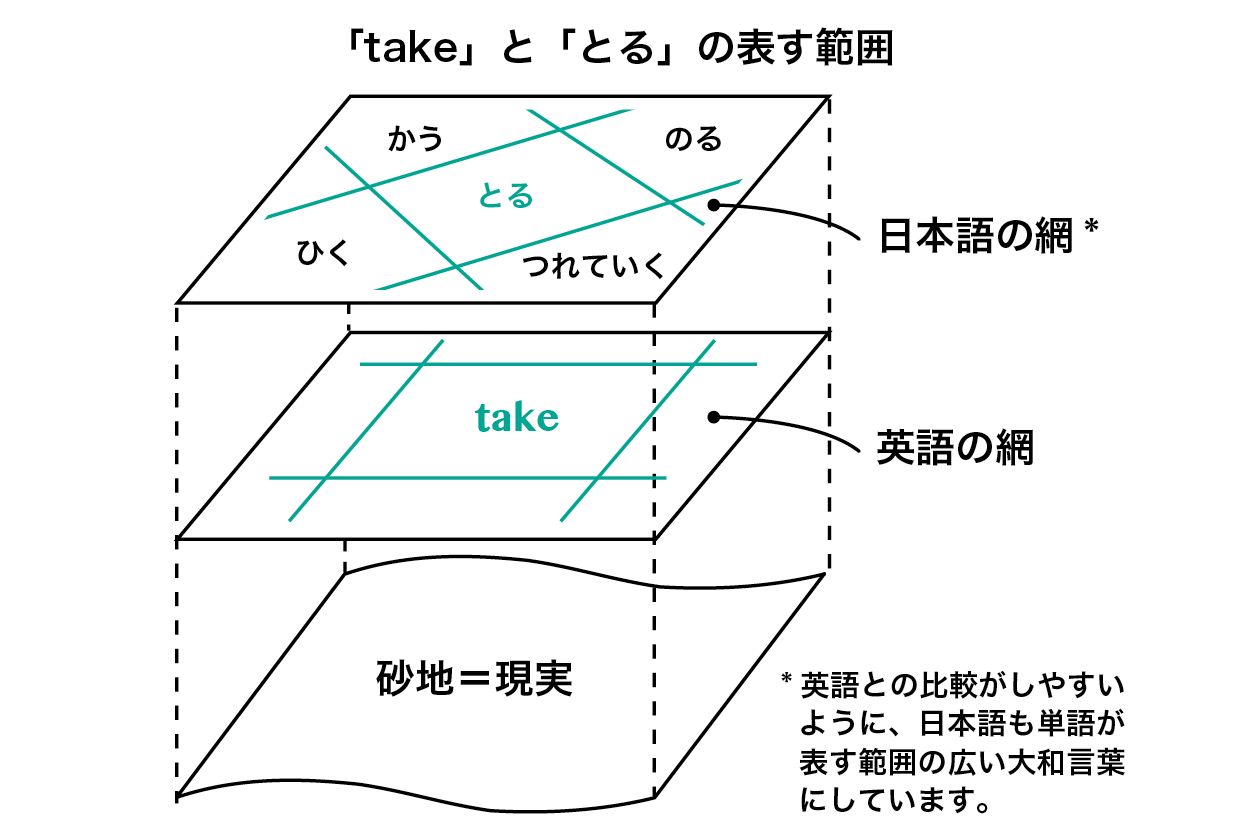 「take」と「とる」の表す範囲
かう
のる
とる
ひく
つれていく
日本語の網*
take
英語の網
砂地＝現実
* 英語との比較がしやすい
ように、日本語も単語が
表す範囲の広い大和言葉
にしています。